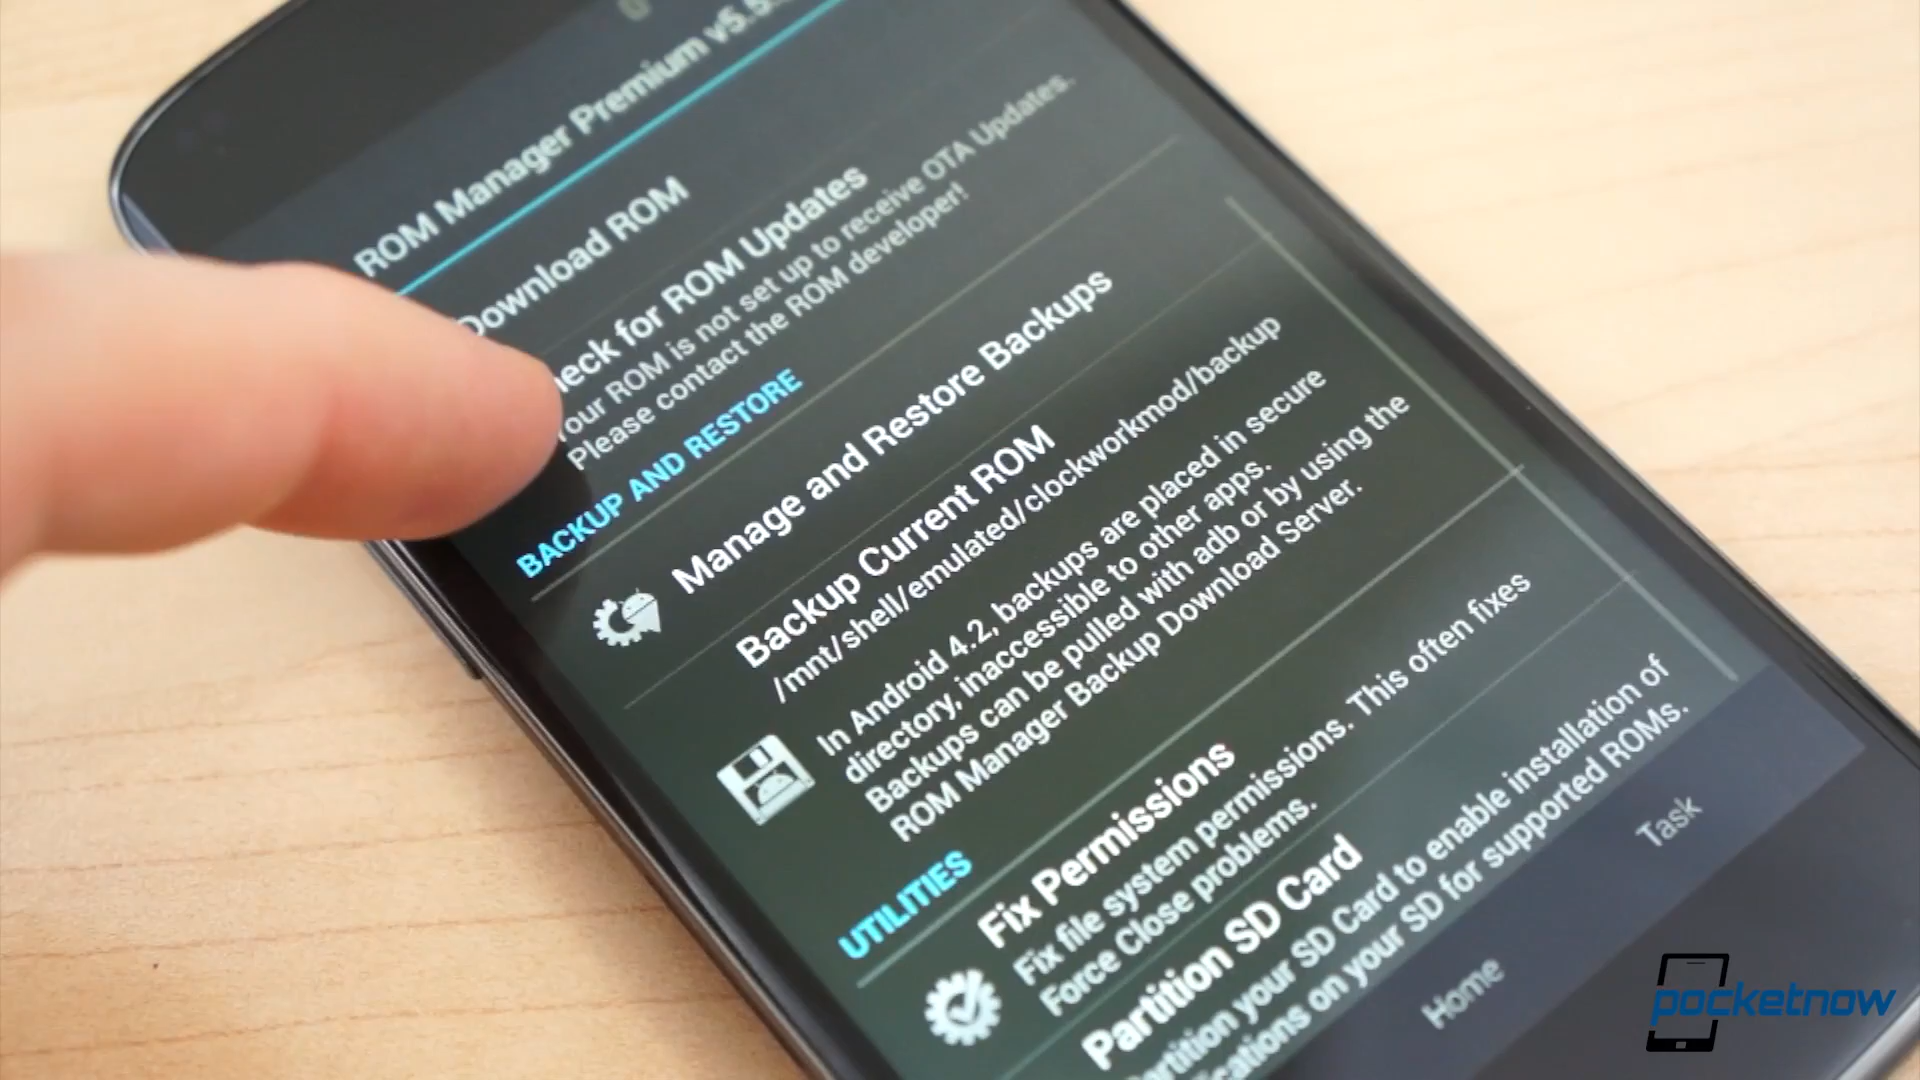 ROM Manager Premium v5.5
Download ROM
eck for ROM Updates
our ROM is not set up to receive OTA Updates.
Please contact the ROM developer!
BACKUP AND RESTORE
Manage and Restore Backups
Backup Current ROM
/mnt/shell/emulated/clockworkmod/backup
In Android 4.2, backups are placed in secure
directory, inaccessible to other apps.
Backups can be pulled with adb or by using the
ROM Manager Backup Download Server.
UTILITIES
Fix Permissions
Fix file system permissions. This often fixes
Force Close problems.
Partition SD Card
artition your SD Card to enable installation of
ications on your SD for supported ROMs.
Home
Task
pocketnow